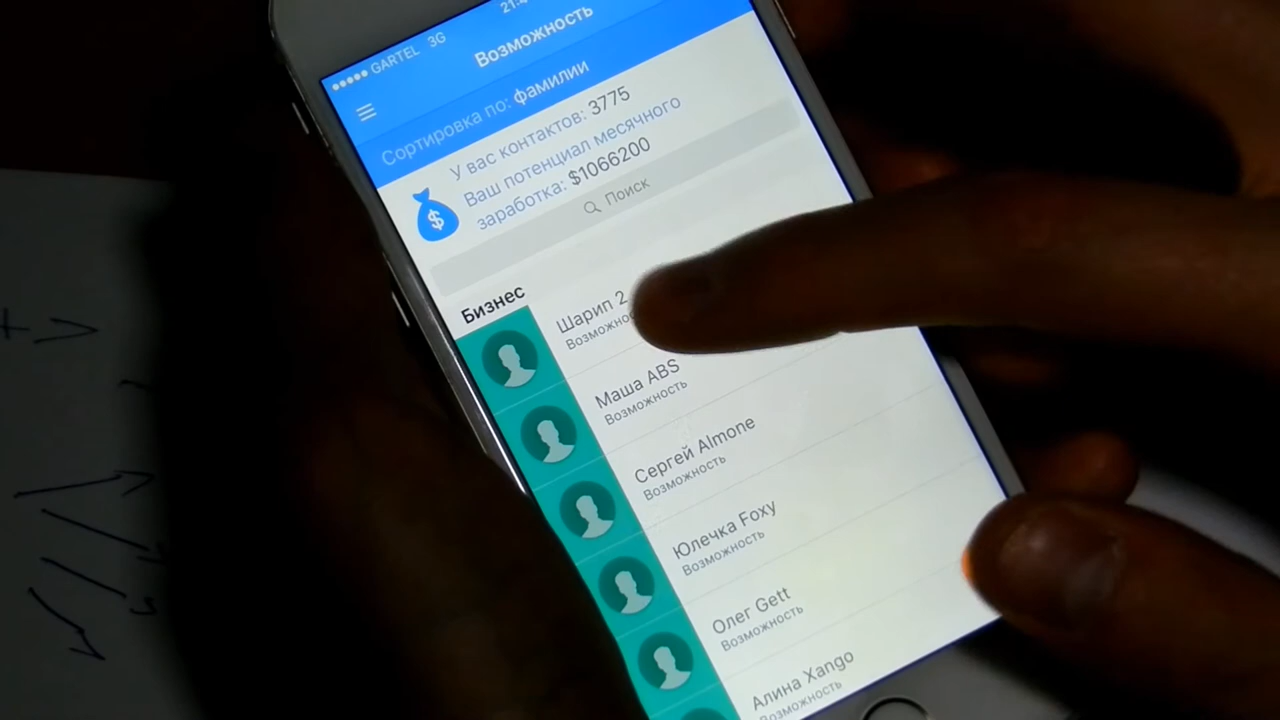 GARTEL 3G
Возможность
Сортировка по: фамилии
У вас контактов: 3775
Ваш потенциал месячного
заработка: $1066200
Поиск
Бизнес
Шарип 2
Маша ABS
Возможность
Сергей Almone
Возможность
Юлечка Foxy
Возможность
Олег Gett
Возможность
Алина Xango
Возможность